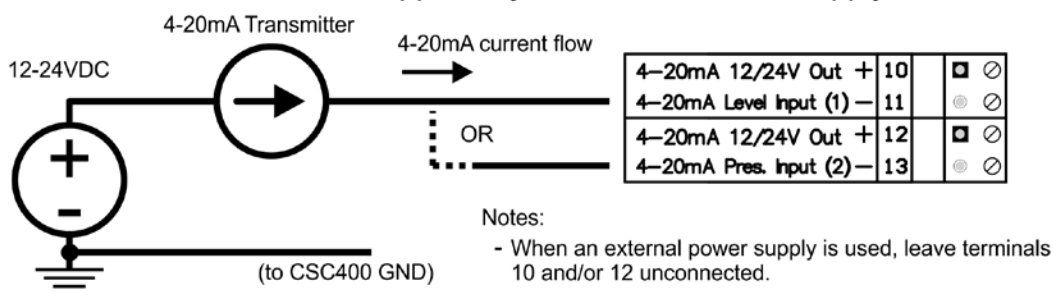 4-20mA Transmitter
4-20mA current flow
12-24VDC
4-20mA 12/24V Out + 10
4-20mA Level Input (1) - 11
OR
4-20mA 12/24V Out + 12
4-20mA Pres. Input (2) - 13
+
-
(to CSC400 GND)
Notes:
- When an external power supply is used, leave terminals
10 and/or 12 unconnected.